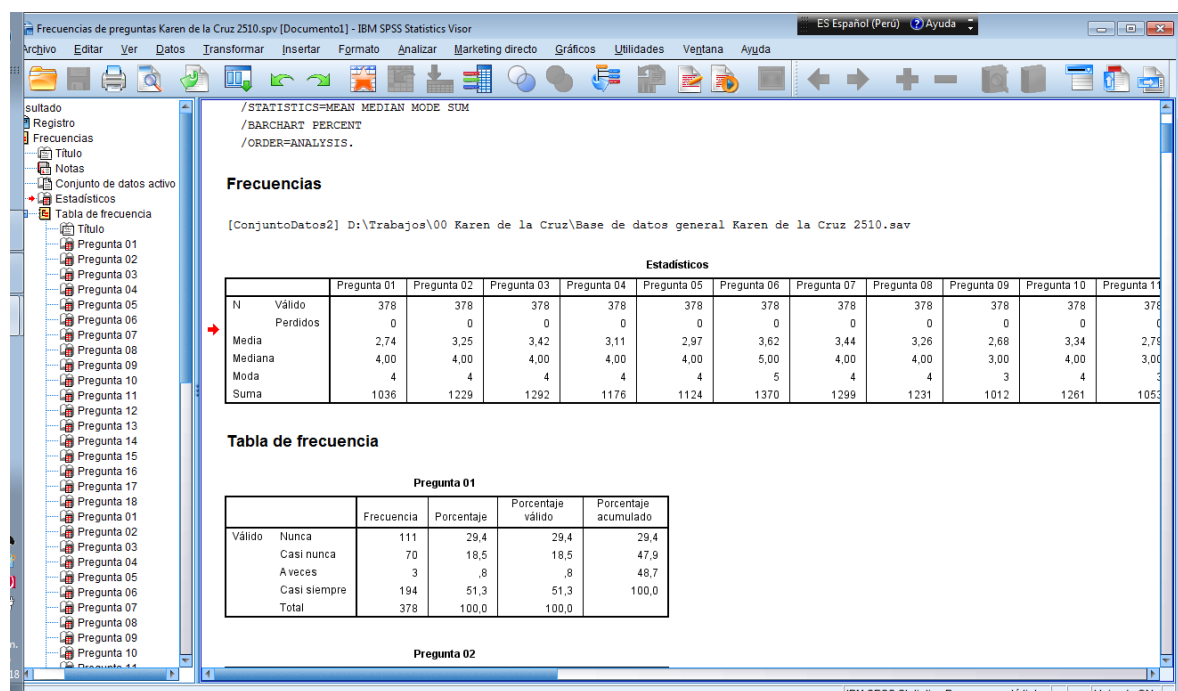 Frecuencias de preguntas Karen de la Cruz 2510.spv [Documento1] - IBM SPSS Statistics Visor
ES Español (Perú) Ayuda
Archivo Editar Ver Datos Transformar Insertar Formato Analizar Marketing directo Gráficos Utilidades Ventana Ayuda
sultado
Registro
Frecuencias
Título
Notas
Conjunto de datos activo
Estadísticos
Tabla de frecuencia
Título
Pregunta 01
Pregunta 02
Pregunta 03
Pregunta 04
Pregunta 05
Pregunta 06
Pregunta 07
Pregunta 08
Pregunta 09
Pregunta 10
Pregunta 11
Pregunta 12
Pregunta 13
Pregunta 14
Pregunta 15
Pregunta 16
Pregunta 17
Pregunta 18
Pregunta 01
Pregunta 02
Pregunta 03
Pregunta 04
Pregunta 05
Pregunta 06
Pregunta 07
Pregunta 08
Pregunta 09
Pregunta 10
/STATISTICS=MEAN MEDIAN MODE SUM
/BARCHART PERCENT
/ORDER=ANALYSIS.
Frecuencias
[ConjuntoDatos2] D:\Trabajos\00 Karen de la Cruz\Base de datos general Karen de la Cruz 2510.sav
Estadísticos
Pregunta 01 Pregunta 02 Pregunta 03 Pregunta 04 Pregunta 05 Pregunta 06 Pregunta 07 Pregunta 08 Pregunta 09 Pregunta 10 Pregunta 11
N Válido 378 378 378 378 378 378 378 378 378 378 378
Perdidos 0 0 0 0 0 0 0 0 0 0 0
Media 2,74 3,25 3,42 3,11 2,97 3,62 3,44 3,26 2,68 3,34 2,79
Mediana 4,00 4,00 4,00 4,00 4,00 5,00 4,00 4,00 3,00 4,00 3,00
Moda 4 4 4 4 4 5 4 4 3 4 3
Suma 1036 1229 1292 1176 1124 1370 1299 1231 1012 1261 1053
Tabla de frecuencia
Pregunta 01
Frecuencia Porcentaje Porcentaje válido Porcentaje acumulado
Válido Nunca 111 29,4 29,4 29,4
Casi nunca 70 18,5 18,5 47,9
A veces 3 ,8 ,8 48,7
Casi siempre 194 51,3 51,3 100,0
Total 378 100,0 100,0
Pregunta 02